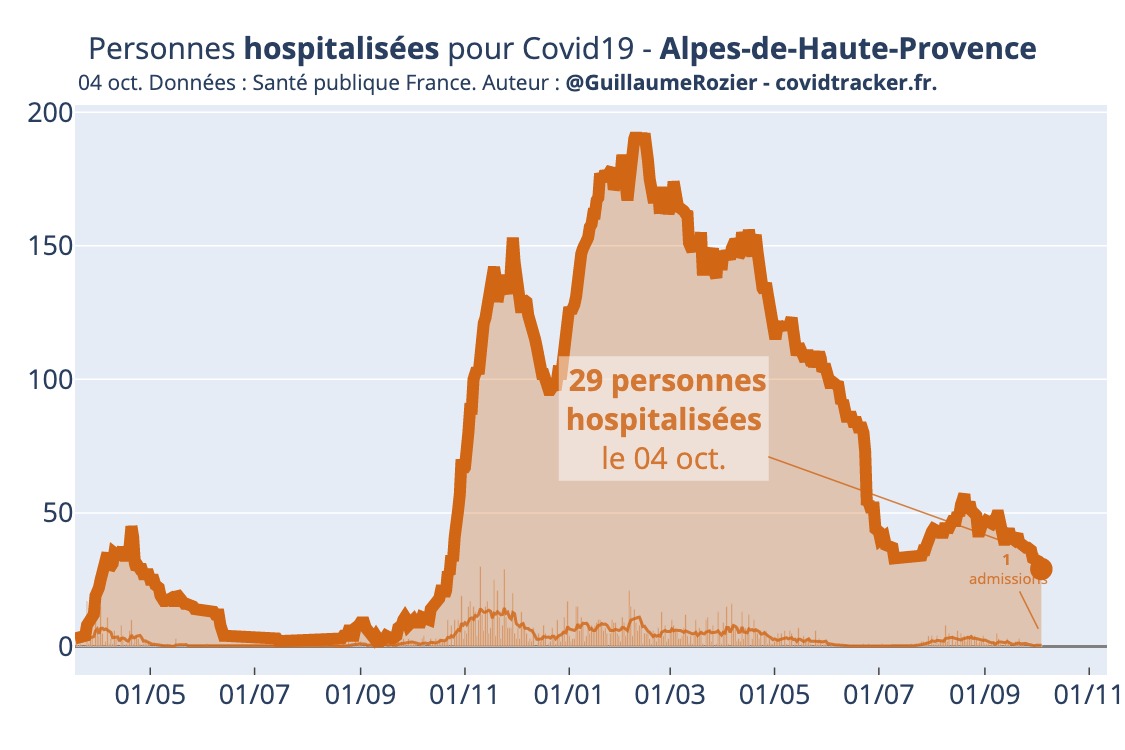 Personnes hospitalisées pour Covid19 - Alpes-de-Haute-Provence
04 oct. Données : Santé publique France. Auteur : @GuillaumeRozier - covidtracker.fr.
200
150
100
50
0
29 personnes
hospitalisées
le 04 oct.
1
admissions
01/05 01/07 01/09 01/11 01/01 01/03 01/05 01/07 01/09 01/11